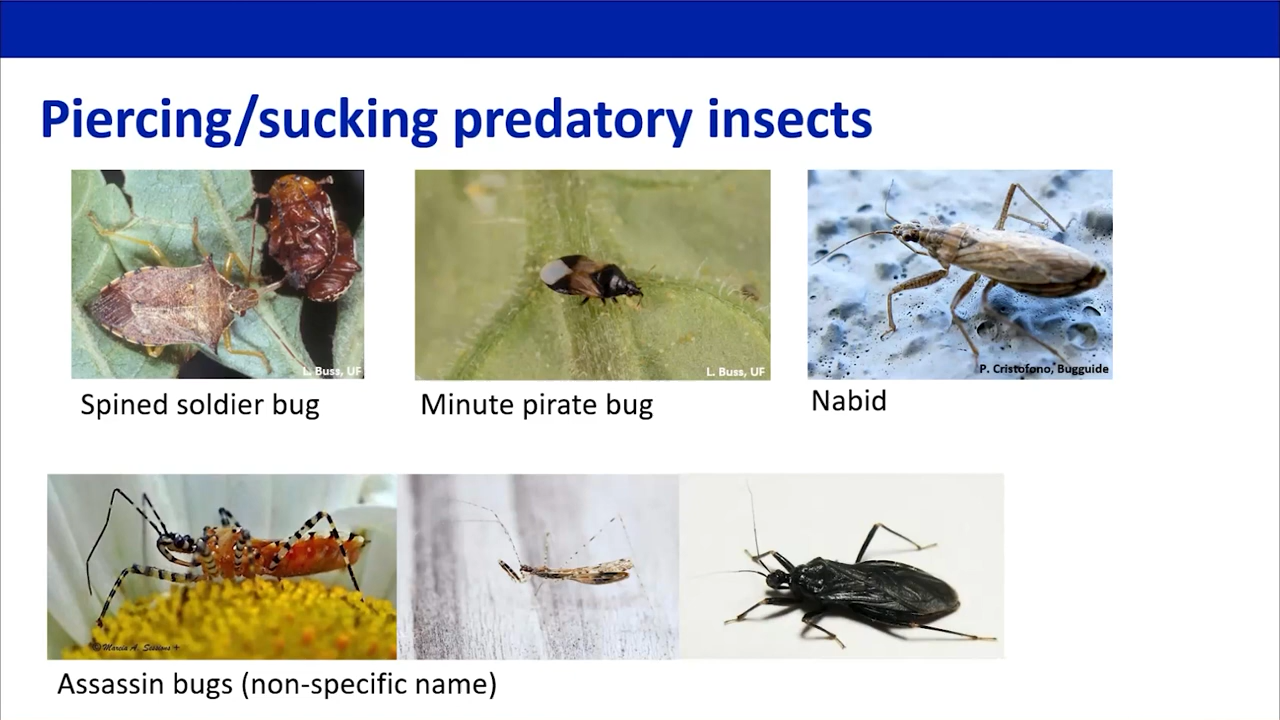 Piercing/sucking predatory insects
L. Buss, UF
L. Buss, UF
P. Cristofono, Bugguide
Spined soldier bug
Minute pirate bug
Nabid
© Marcia A. Sessions +
Assassin bugs (non-specific name)